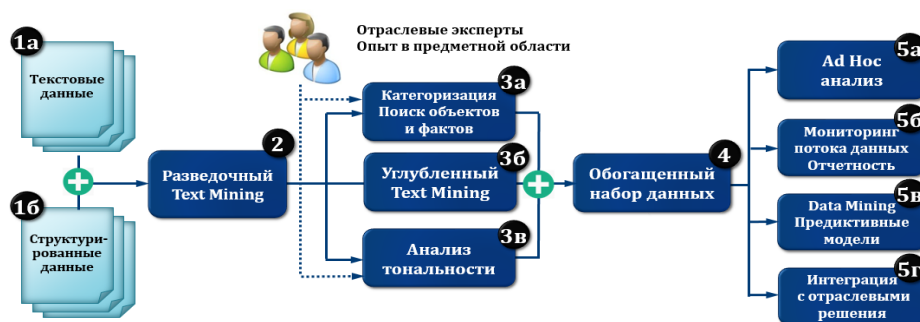 1а
Текстовые
данные
1б
Структури-
рованные
данные
2
Разведочный
Text Mining
Отраслевые эксперты
Опыт в предметной области
3а
Категоризация
Поиск объектов
и фактов
3б
Углубленный
Text Mining
3в
Анализ
тональности
4
Обогащенный
набор данных
5а
Ad Hoc
анализ
5б
Мониторинг
потока данных
Отчетность
5в
Data Mining
Предиктивные
модели
5г
Интеграция
с отраслевыми
решения